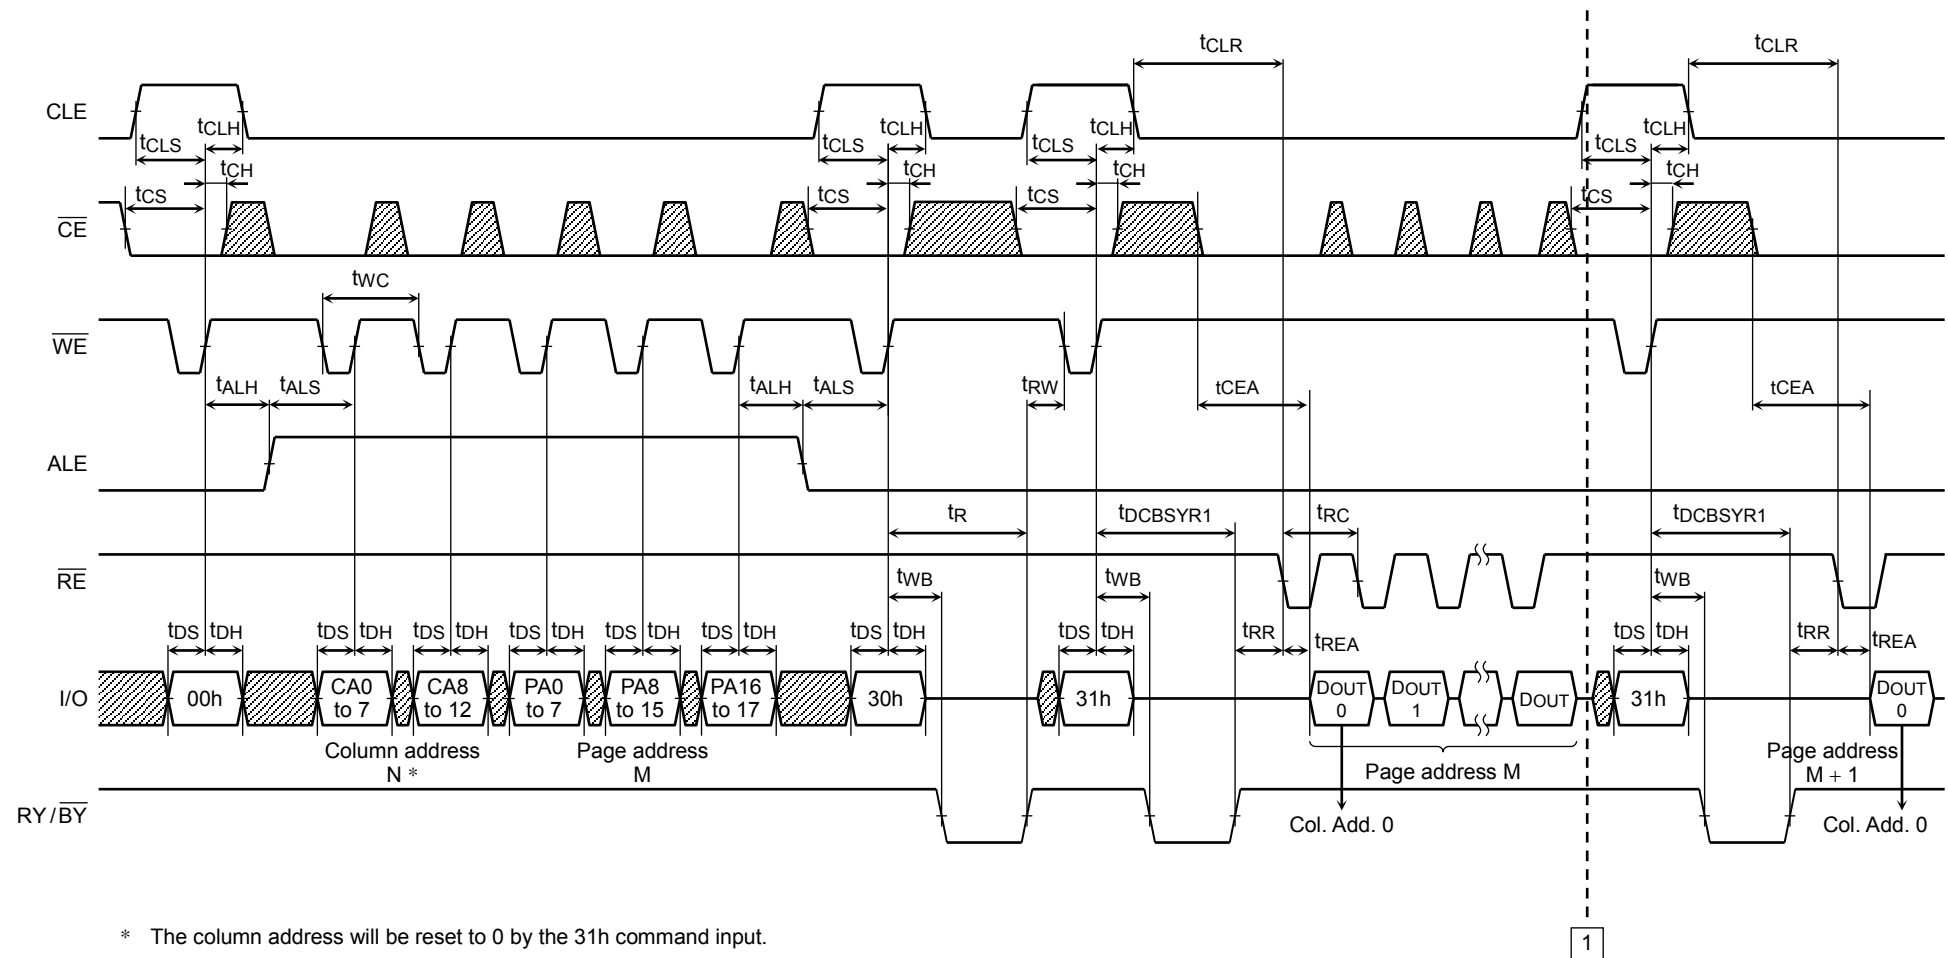 tCLR tCLR
CLE
tCLS tCLH tCLS tCLH tCLS tCLH tCLS tCLH
tCS tCH tCS tCH tCS tCH tCS tCH
CE
tWC
WE
tALH tALS tALH tALS tRW tCEA tCEA
ALE
tR tDCBSYR1 tRC tDCBSYR1
RE
tWB tWB tWB
tDS tDH tDS tDH tDS tDH tDS tDH tDS tDH tDS tDH tDS tDH tDS tDH tDS tDH
tRR tREA tRR tREA
I/O
00h
CA0 to 7
CA8 to 12
PA0 to 7
PA8 to 15
PA16 to 17
30h
31h
DOUT 0
DOUT 1
DOUT
31h
DOUT 0
Column address
N *
Page address
M
Page address M
Page address
M + 1
RY/BY
Col. Add. 0
Col. Add. 0
* The column address will be reset to 0 by the 31h command input.
1